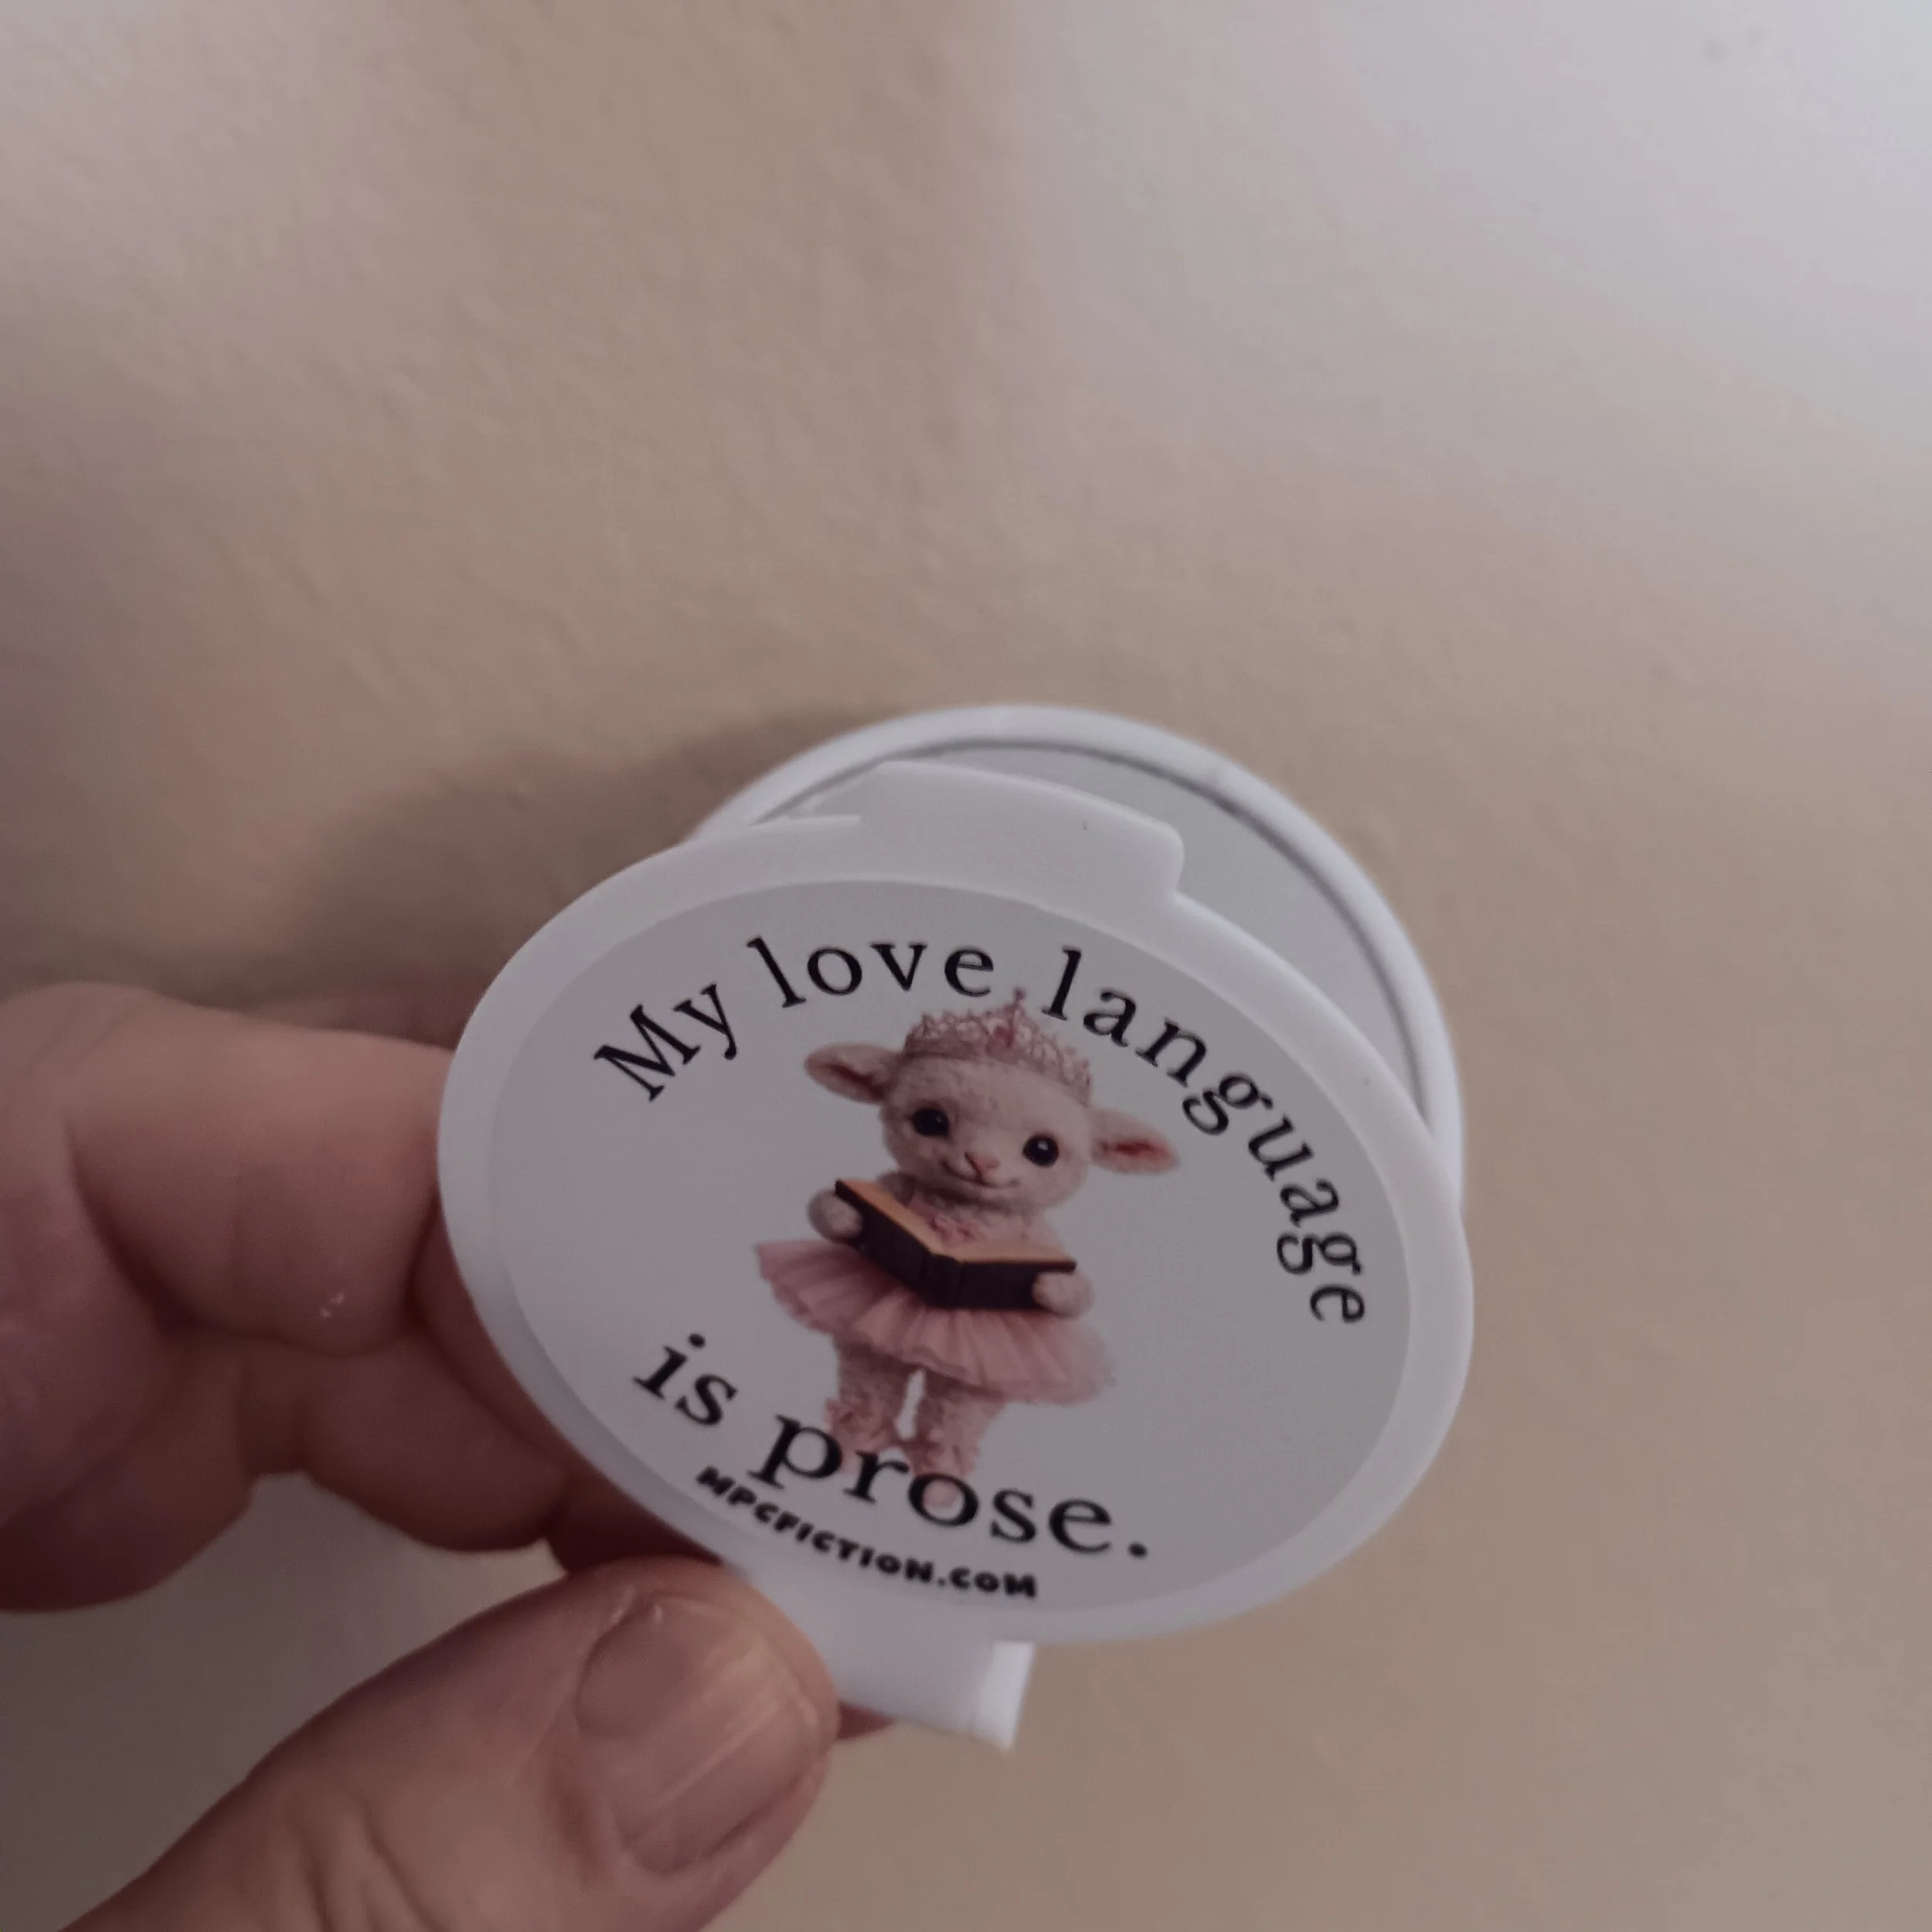 My love language
is prose.
MPCFICTION.COM